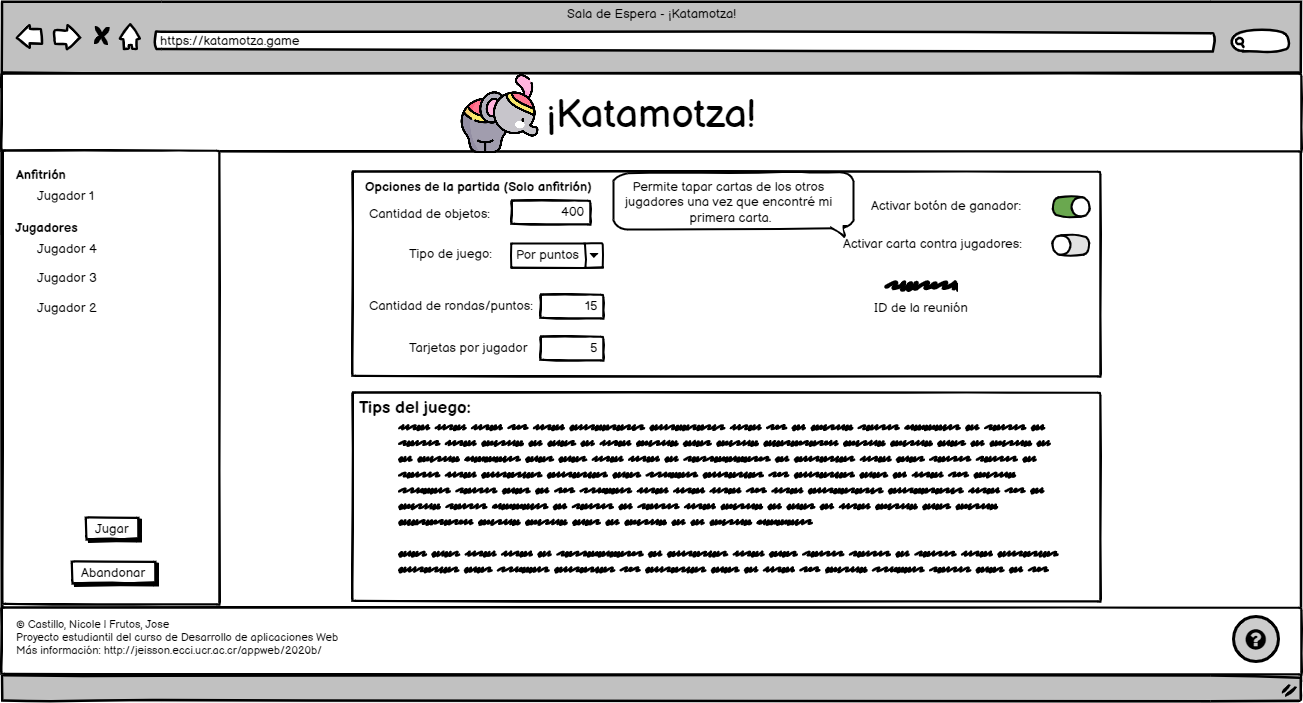 Sala de Espera - ¡Katamotza!
https://katamotza.game
¡Katamotza!
Anfitrión
Jugador 1
Jugadores
Jugador 4
Jugador 3
Jugador 2
Jugar
Abandonar
Opciones de la partida (Solo anfitrión)
Cantidad de objetos:
400
Tipo de juego:
Por puntos
Cantidad de rondas/puntos:
15
Tarjetas por jugador
5
Permite tapar cartas de los otros
jugadores una vez que encontré mi
primera carta.
Activar botón de ganador:
Activar carta contra jugadores:
ID de la reunión
Tips del juego:
© Castillo, Nicole | Frutos, Jose
Proyecto estudiantil del curso de Desarrollo de aplicaciones Web
Más información: http://jeisson.ecci.ucr.ac.cr/appweb/2020b/
?